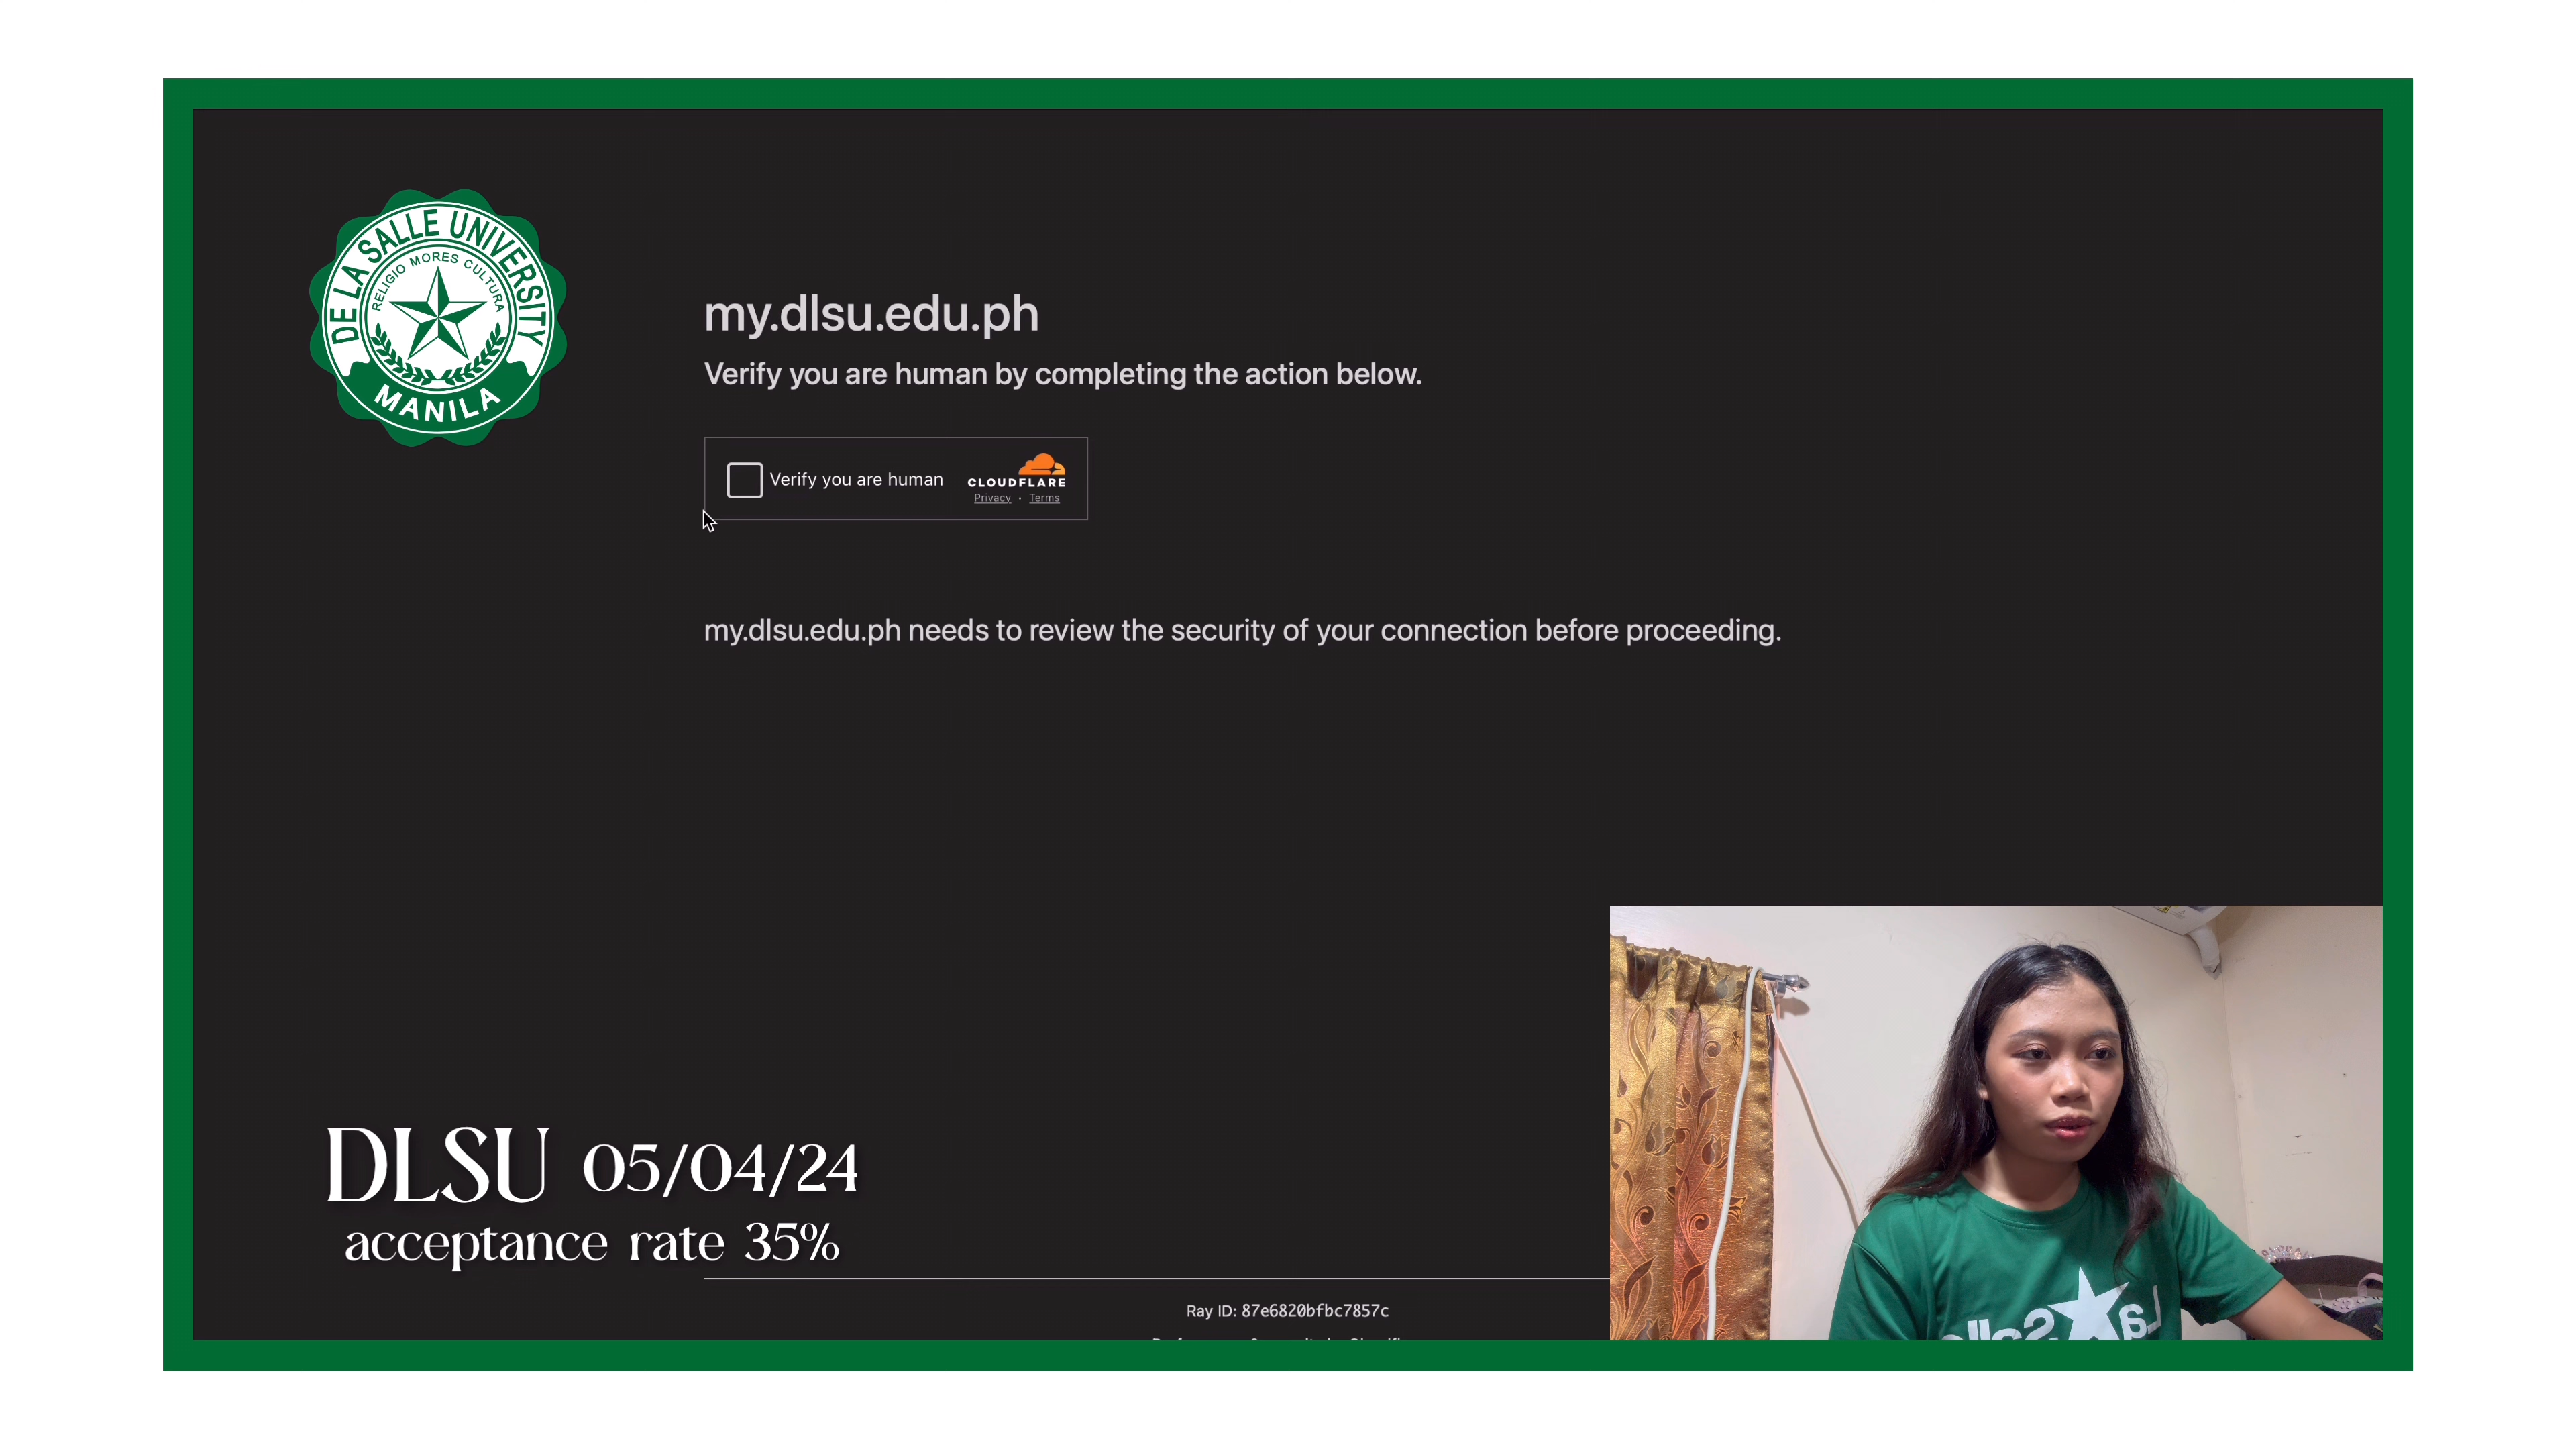 DE LA SALLE UNIVERSITY
RELIGIO MORES CULTURA
MANILA
my.dlsu.edu.ph
Verify you are human by completing the action below.
Verify you are human
CLOUDFLARE
Privacy • Terms
my.dlsu.edu.ph needs to review the security of your connection before proceeding.
DLSU 05/04/24
acceptance rate 35%
Ray ID: 87e6820bfbc7857c
La Salle